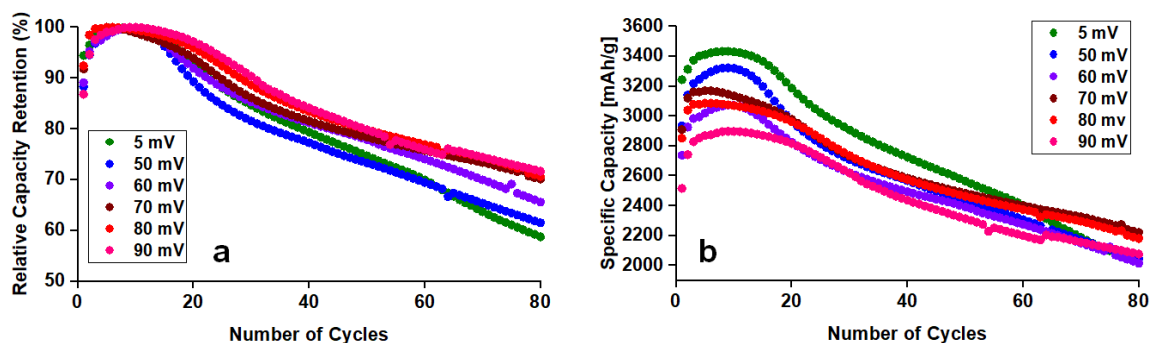 Relative Capacity Retention (%)
100
90
80
70
60
50
5 mV
50 mV
60 mV
70 mV
80 mV
90 mV
a
0
20
40
60
80
Number of Cycles
Specific Capacity [mAh/g]
3600
3400
3200
3000
2800
2600
2400
2200
2000
5 mV
50 mV
60 mV
70 mV
80 mv
90 mV
b
0
20
40
60
80
Number of Cycles